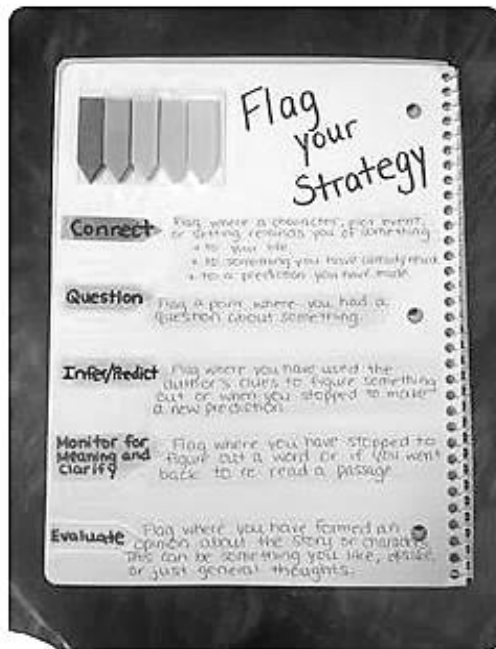 Flag
your
Strategy
Connect Flag where a character, plot event,
or setting reminds you of something
+ to your life
+ to something you have already read
+ to a prediction you have made
Question Flag a point where you had a
question about something.
Infer/Predict Flag where you have used the
author's clues to figure something
out or when you stopped to make
a new prediction
Monitor for
Meaning and
Clarify
Flag where you have stopped to
figure out a word or if you went
back to re read a passage
Evaluate Flag where you have formed an
opinion about the story or character
This can be something you like, dislike,
or just general thoughts.